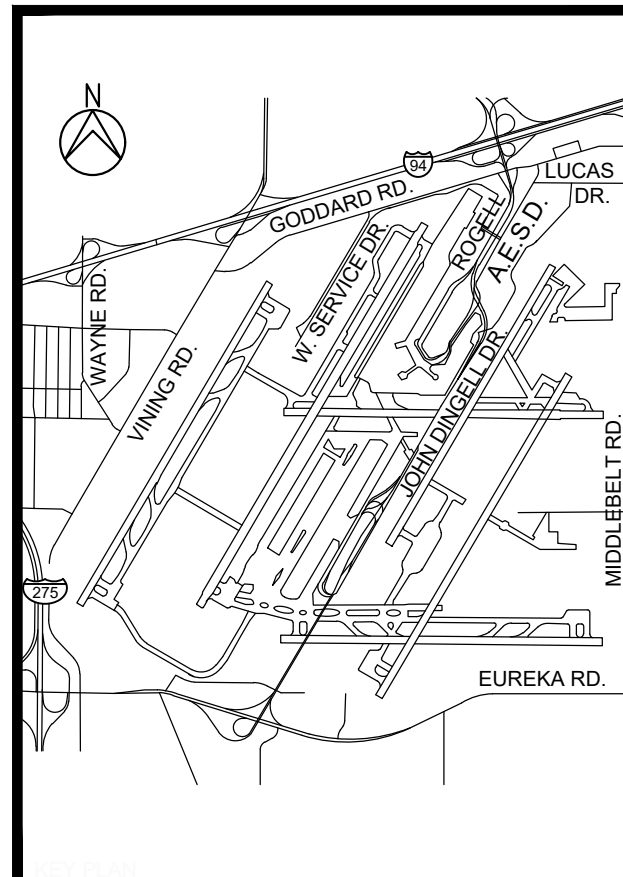 N
94
LUCAS
DR.
GODDARD RD.
ROGELL
A.E.S.D.
W. SERVICE DR.
WAYNE RD.
VINING RD.
JOHN DINGELL DR.
MIDDLEBELT RD.
275
EUREKA RD.
KEY PLAN